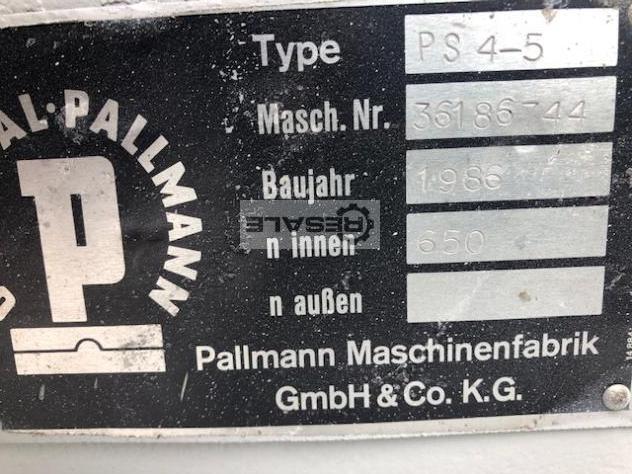 Type PS 4-5
Masch. Nr. 36186744
Baujahr 1986
RESALE
n innen 650
n außen
AL·PALLMANN
P
Pallmann Maschinenfabrik
GmbH & Co. K.G.